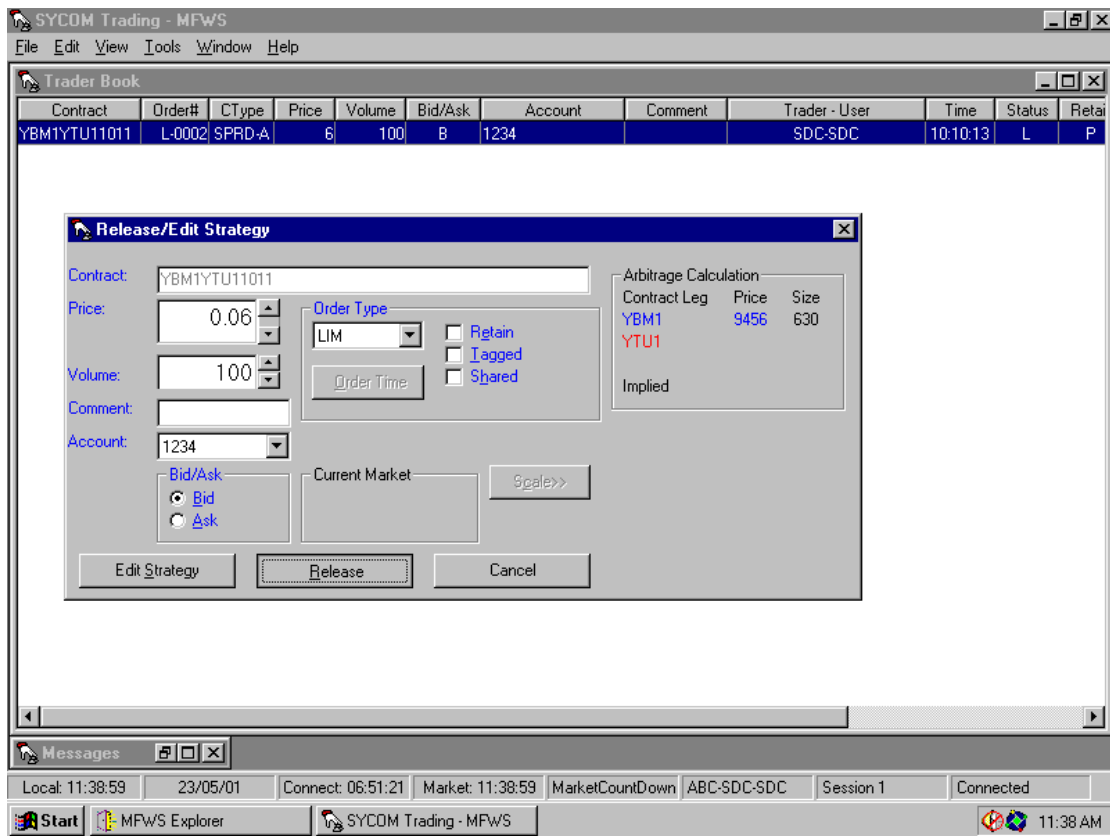 SYCOM Trading - MFWS
File Edit View Tools Window Help
Trader Book
Contract Order# CType Price Volume Bid/Ask Account Comment Trader - User Time Status Retai
YBM1YTU11011 L-0002 SPRD-A 6 100 B 1234 SDC-SDC 10:10:13 L P
Release/Edit Strategy
Contract: YBM1YTU11011
Price: 0.06
Volume: 100
Comment:
Account: 1234
Order Type
LIM
Order Time
Retain
Tagged
Shared
Arbitrage Calculation
Contract Leg Price Size
YBM1 9456 630
YTU1
Implied
Bid/Ask
Bid
Ask
Current Market
Scale>>
Edit Strategy Release Cancel
Messages
Local: 11:38:59 23/05/01 Connect: 06:51:21 Market: 11:38:59 MarketCountDown ABC-SDC-SDC Session 1 Connected
Start MFWS Explorer SYCOM Trading - MFWS 11:38 AM